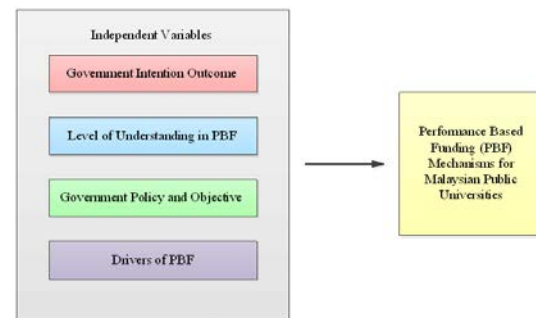 Independent Variables
Government Intention Outcome
Level of Understanding in PBF
Government Policy and Objective
Drivers of PBF
Performance Based
Funding (PBF)
Mechanisms for
Malaysian Public
Universities